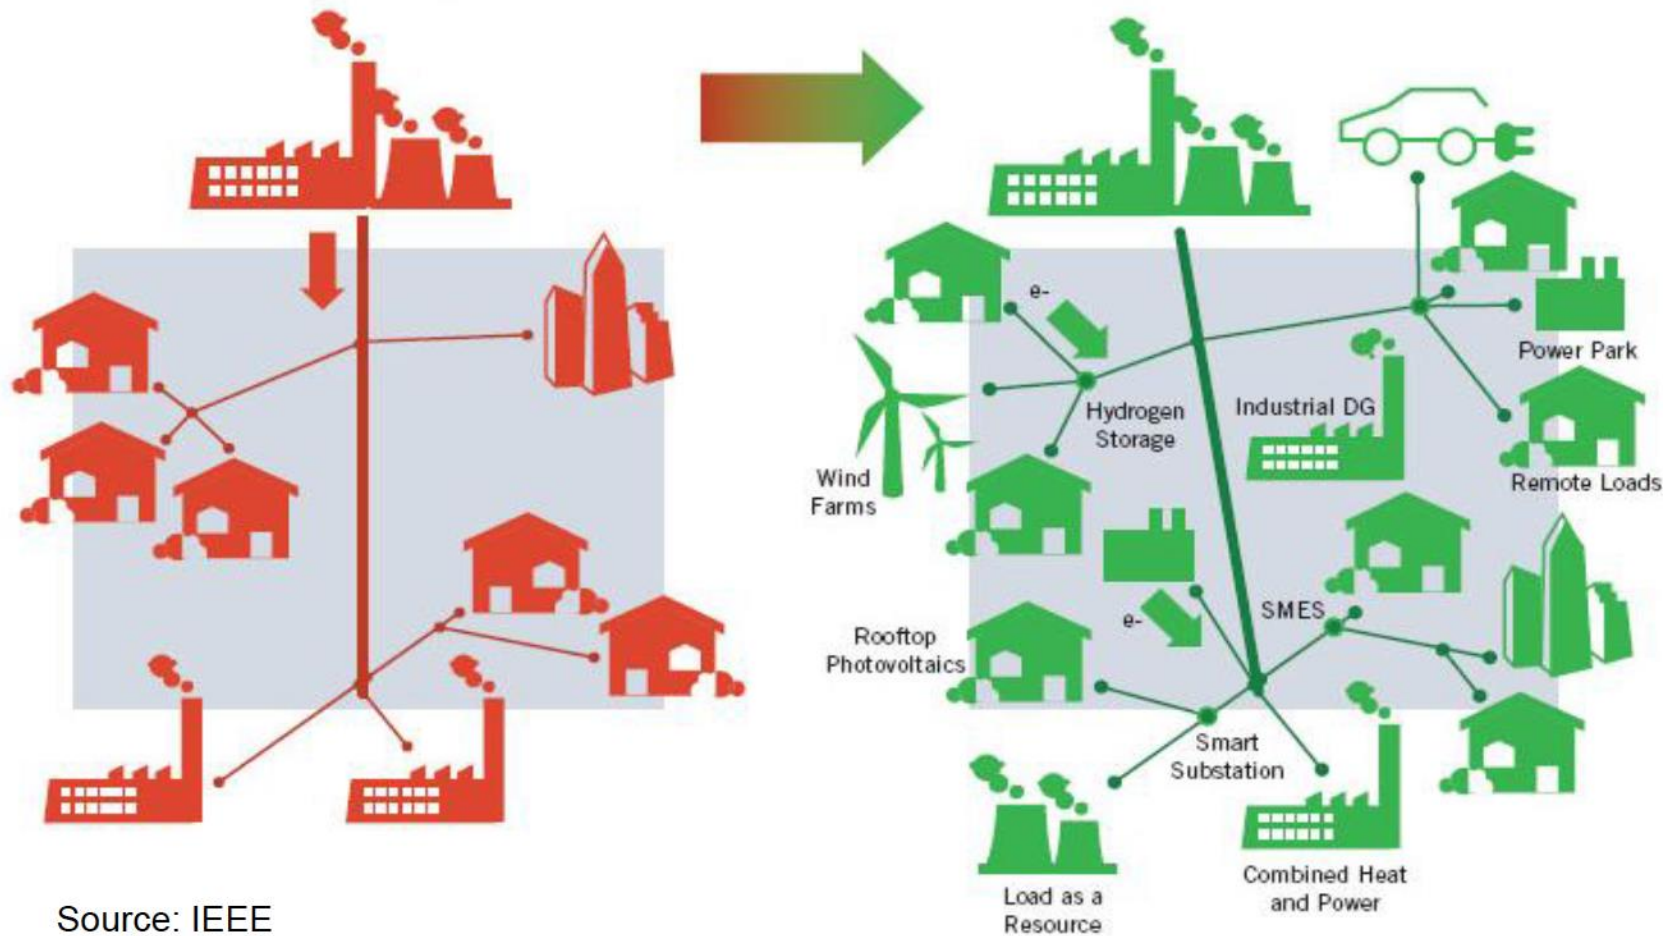 e-
Power Park
Hydrogen
Storage
Industrial DG
Wind
Farms
Remote Loads
e-
SMES
Rooftop
Photovoltaics
Smart
Substation
Combined Heat
and Power
Load as a
Resource
Source: IEEE